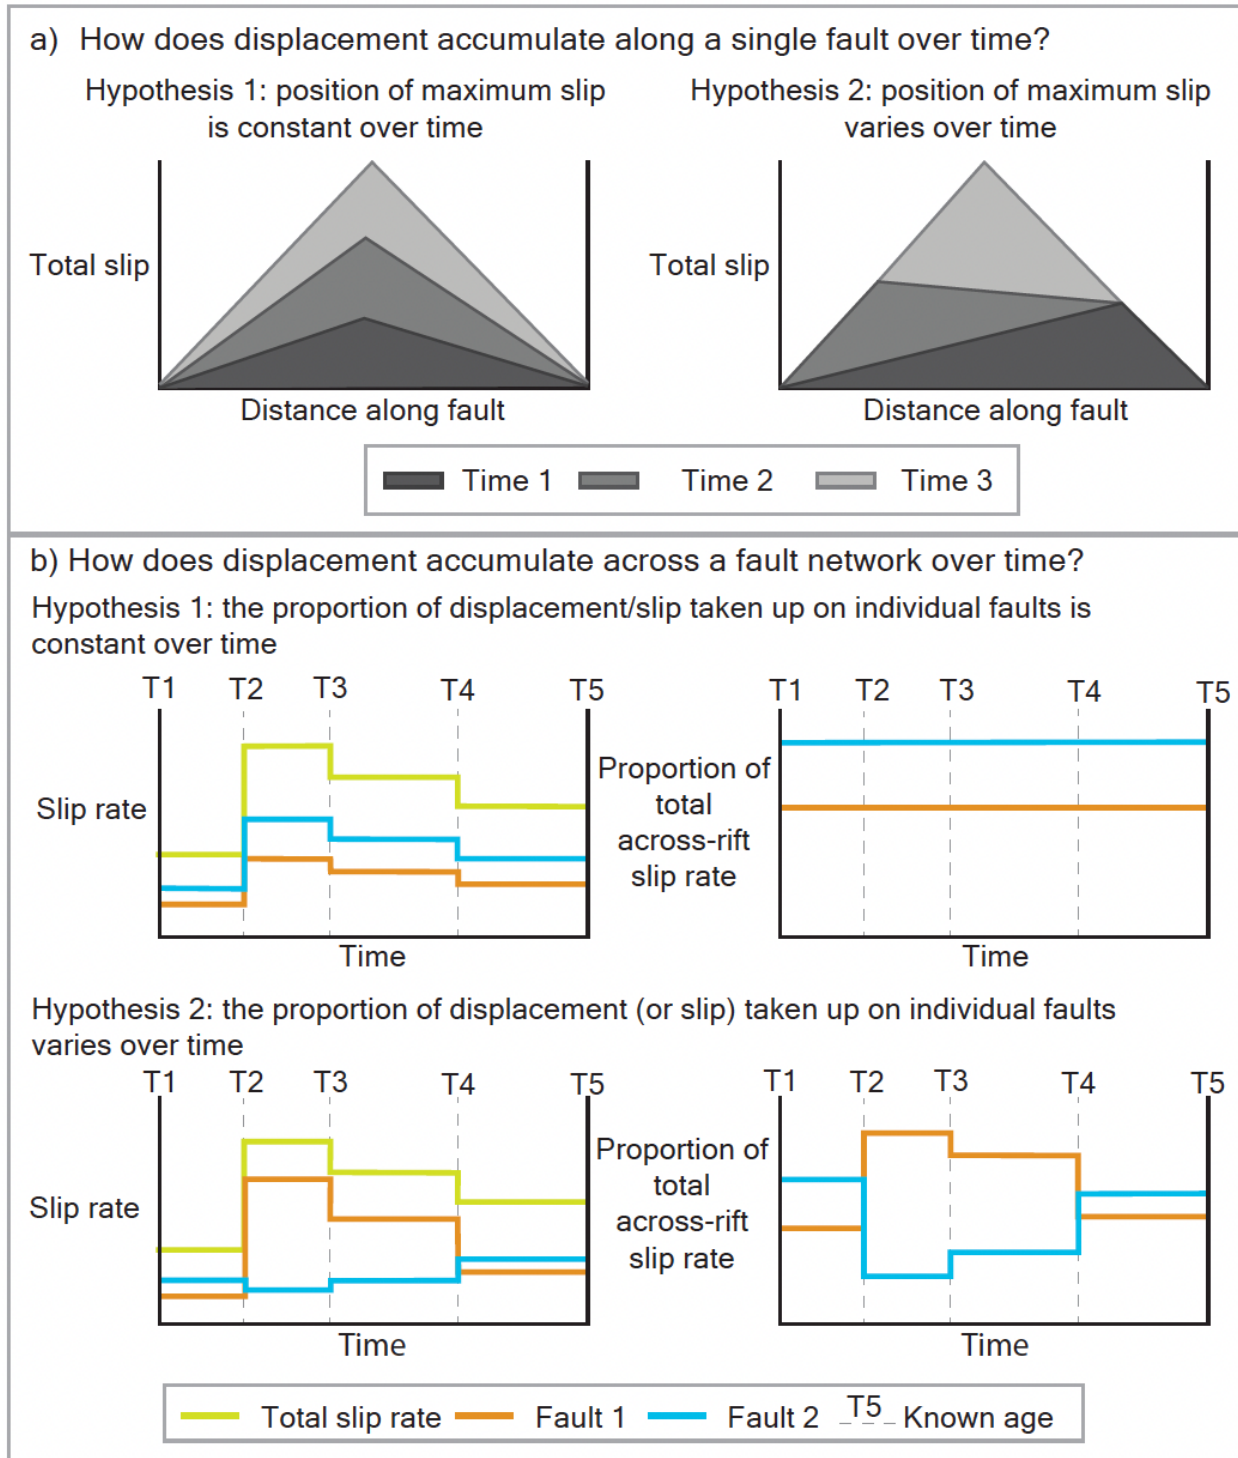 a) How does displacement accumulate along a single fault over time?
Hypothesis 1: position of maximum slip
is constant over time
Hypothesis 2: position of maximum slip
varies over time
Total slip
Distance along fault
Total slip
Distance along fault
Time 1
Time 2
Time 3
b) How does displacement accumulate across a fault network over time?
Hypothesis 1: the proportion of displacement/slip taken up on individual faults is
constant over time
T1 T2 T3 T4 T5
Slip rate
Time
T1 T2 T3 T4 T5
Proportion of
total
across-rift
slip rate
Time
Hypothesis 2: the proportion of displacement (or slip) taken up on individual faults
varies over time
T1 T2 T3 T4 T5
Slip rate
Time
T1 T2 T3 T4 T5
Proportion of
total
across-rift
slip rate
Time
Total slip rate
Fault 1
Fault 2
T5 Known age